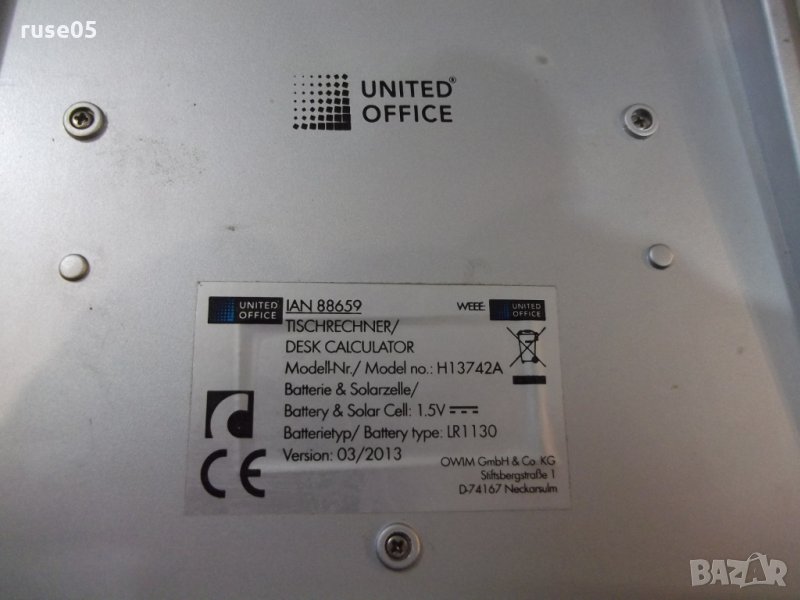 ruse05
UNITED®
OFFICE
UNITED
OFFICE
IAN 88659
WEEE:
UNITED
OFFICE
TISCHRECHNER/
DESK CALCULATOR
Modell-Nr./ Model no.: H13742A
Batterie & Solarzelle/
Battery & Solar Cell: 1.5V
Batterietyp/ Battery type: LR1130
Version: 03/2013
CE
OWIM GmbH & Co. KG
Stiftsbergstraße 1
D-74167 Neckarsulm
BAZAR